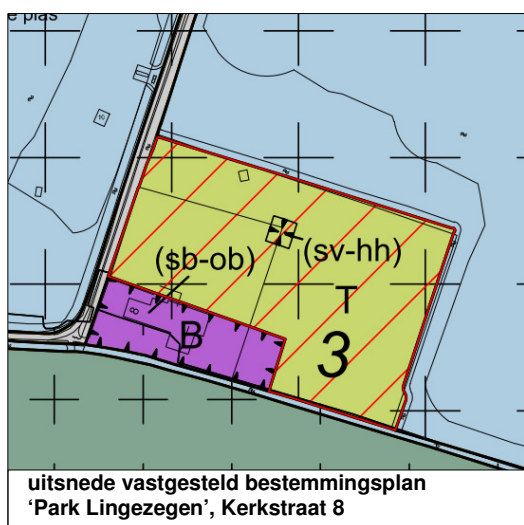 e plas
(sb-ob)
(sv-hh)
T
8
B
3
uitsnede vastgesteld bestemmingsplan
‘Park Lingezegen’, Kerkstraat 8